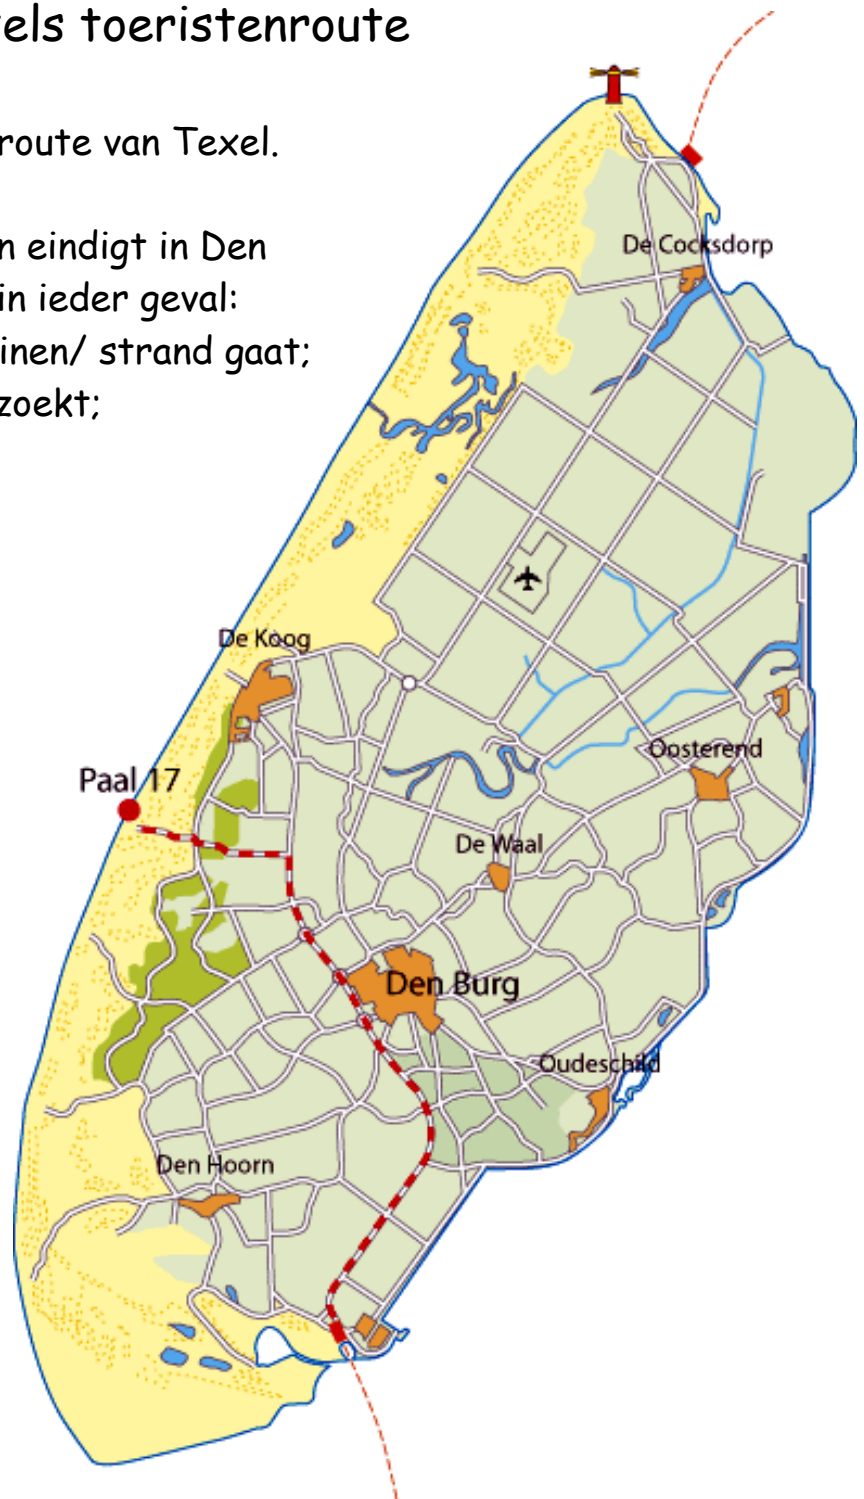 els toeristenroute
route van Texel.
n eindigt in Den
in ieder geval:
inen/ strand gaat;
zoekt;
De Cocksdorp
De Koog
Oosterend
Paal 17
De Waal
Den Burg
Oudeschild
Den Hoorn